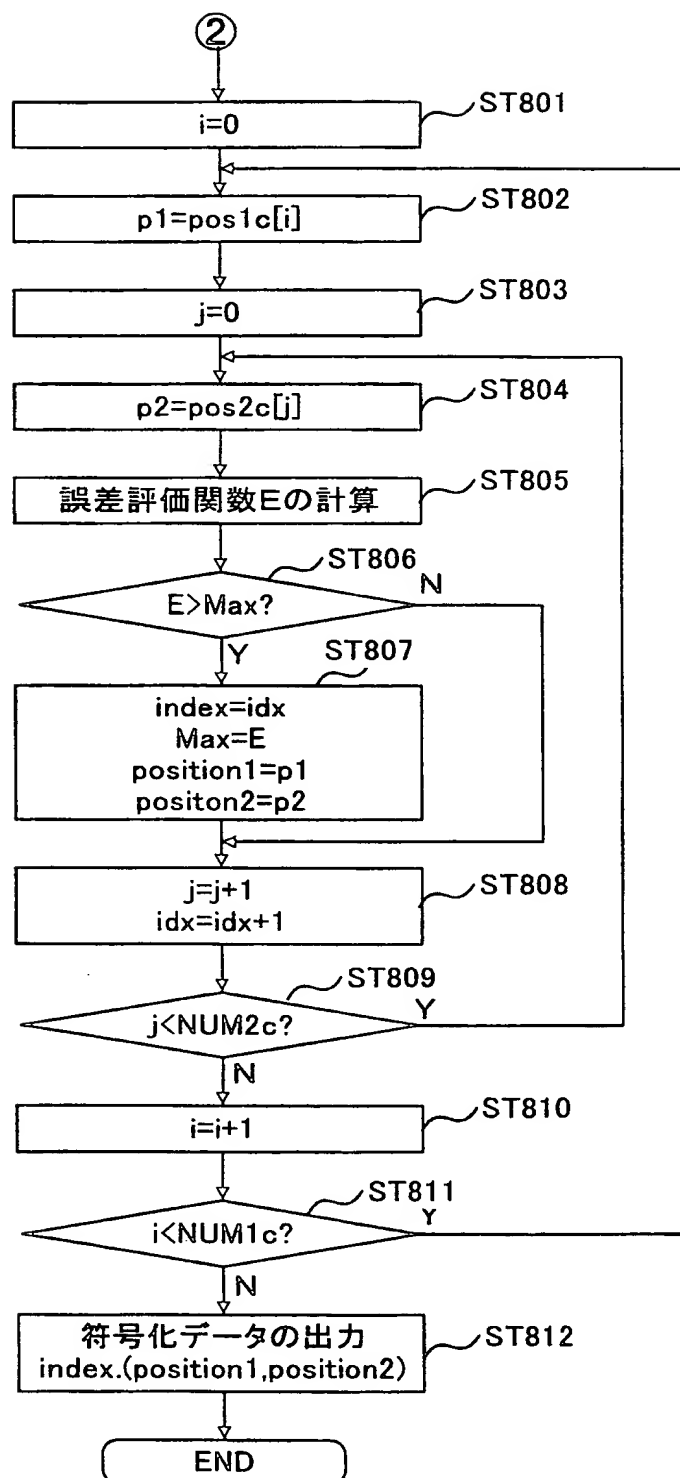 ②
ST801
i=0
ST802
p1=pos1c[i]
ST803
j=0
ST804
p2=pos2c[j]
ST805
誤差評価関数Eの計算
ST806
E>Max?
N
Y
ST807
index=idx
Max=E
position1=p1
positon2=p2
ST808
j=j+1
idx=idx+1
ST809
j<NUM2c?
Y
N
ST810
i=i+1
ST811
i<NUM1c?
Y
N
ST812
符号化データの出力
index.(position1,position2)
END